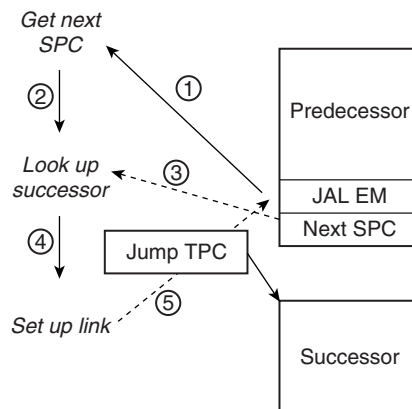 Get next
SPC
①
②
Predecessor
Look up
successor
③
JAL EM
Next SPC
④
Jump TPC
⑤
Set up link
Successor